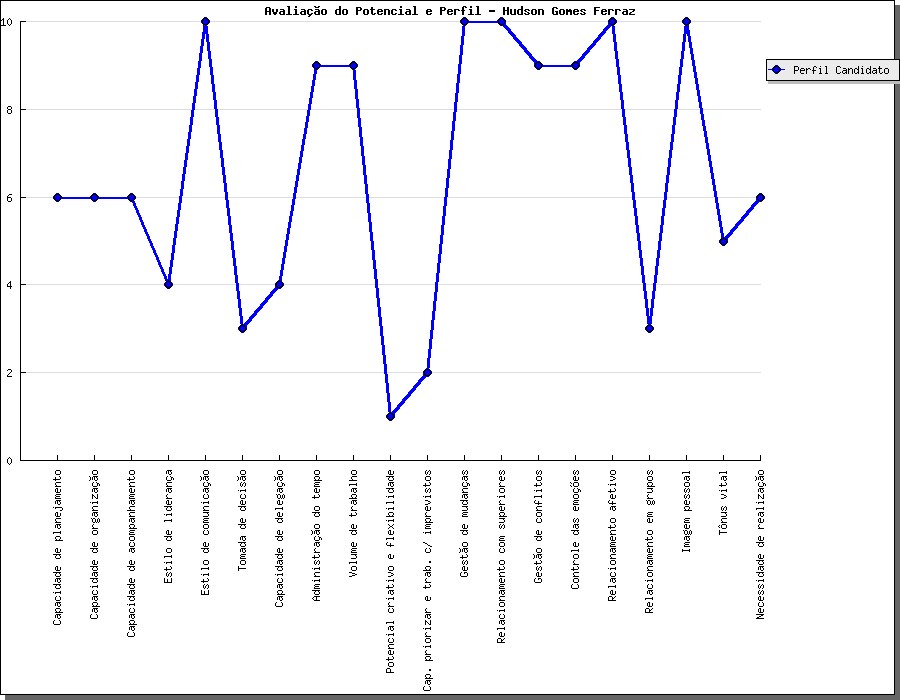 Avaliação do Potencial e Perfil - Hudson Gomes Ferraz
Perfil Candidato
10
8
6
4
2
0
Capacidade de planejamento
Capacidade de organização
Capacidade de acompanhamento
Estilo de liderança
Estilo de comunicação
Tomada de decisão
Capacidade de delegação
Administração do tempo
Volume de trabalho
Potencial criativo e flexibilidade
Cap. priorizar e trab. c/ imprevistos
Gestão de mudanças
Relacionamento com superiores
Gestão de conflitos
Controle das emoções
Relacionamento afetivo
Relacionamento em grupos
Imagem pessoal
Tônus vital
Necessidade de realização